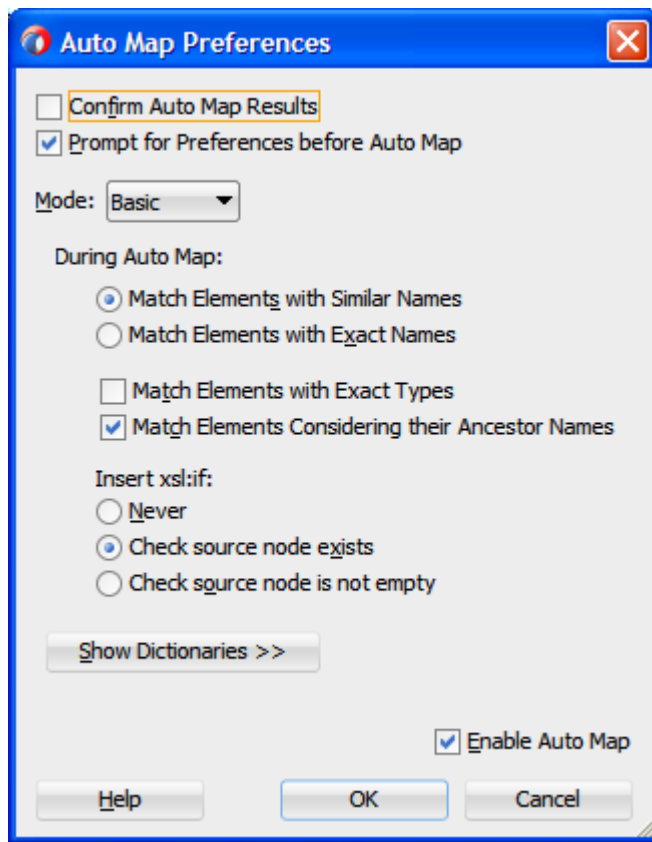 Auto Map Preferences
Confirm Auto Map Results
Prompt for Preferences before Auto Map
Mode: Basic
During Auto Map:
Match Elements with Similar Names
Match Elements with Exact Names
Match Elements with Exact Types
Match Elements Considering their Ancestor Names
Insert xsl:if:
Never
Check source node exists
Check source node is not empty
Show Dictionaries >>
Enable Auto Map
Help OK Cancel